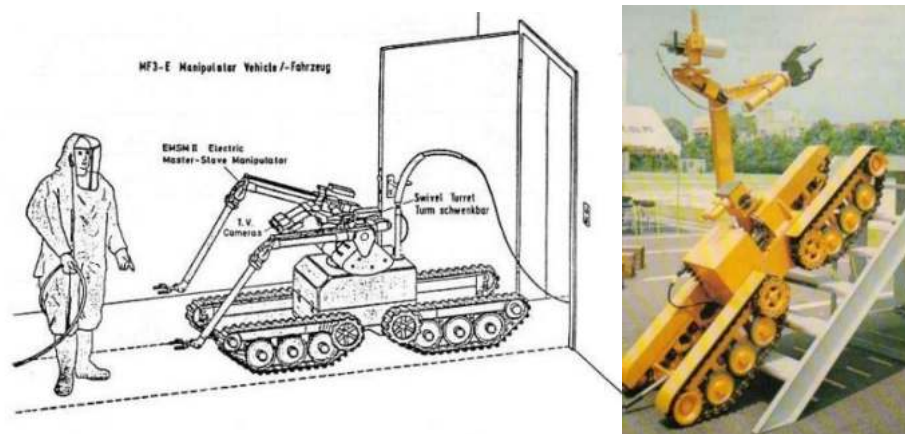 MF3-E Manipulator Vehicle/-Fahrzeug
EMSM II Electric
Master-Slave Manipulator
T.V.
Cameras
Swivel Turret
Turm schwenkbar